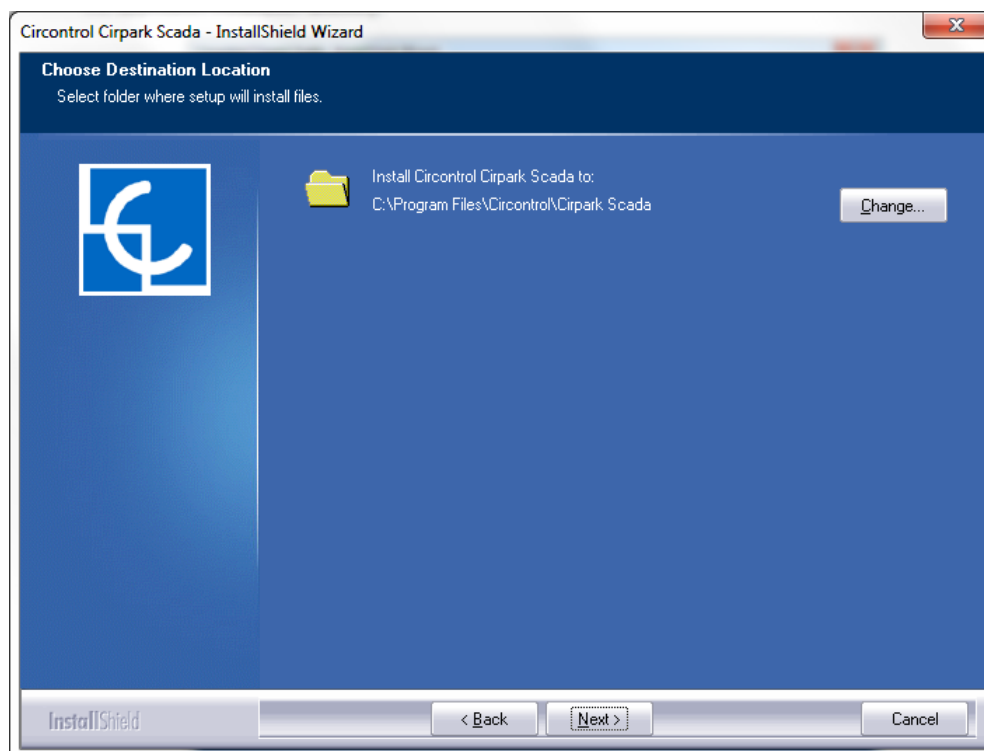 Circontrol Cirpark Scada - InstallShield Wizard
Choose Destination Location
Select folder where setup will install files.
Install Circontrol Cirpark Scada to:
C:\Program Files\Circontrol\Cirpark Scada
Change...
InstallShield
< Back
Next >
Cancel